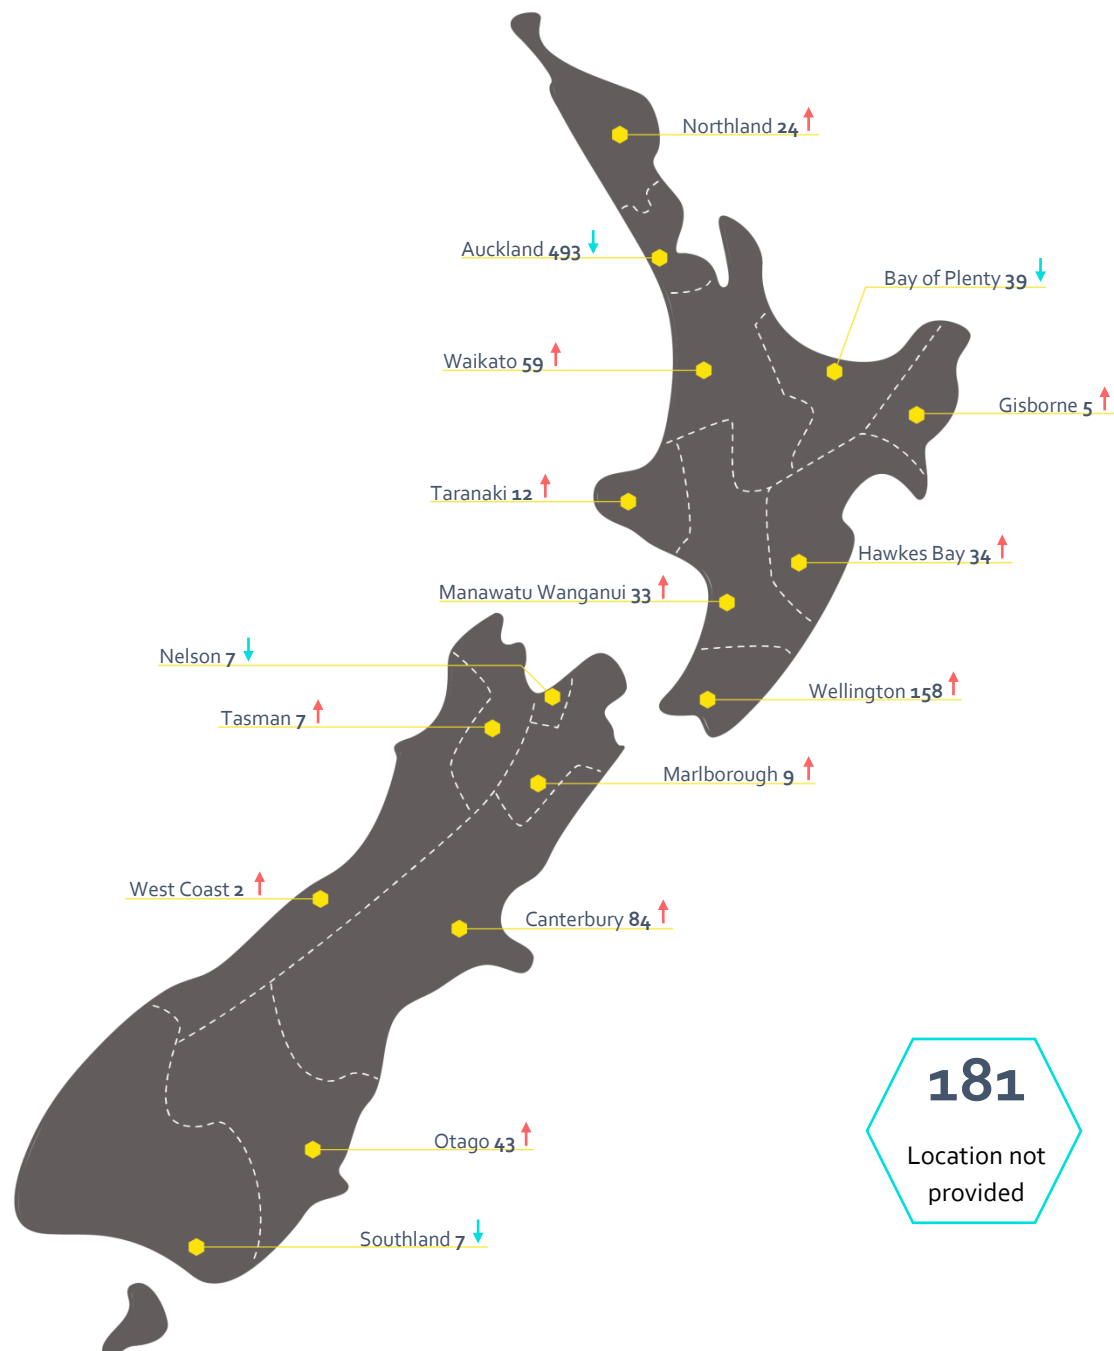 Northland 24
Auckland 493
Bay of Plenty 39
Waikato 59
Gisborne 5
Taranaki 12
Hawkes Bay 34
Manawatu Wanganui 33
Nelson 7
Wellington 158
Tasman 7
Marlborough 9
West Coast 2
Canterbury 84
181
Location not
provided
Otago 43
Southland 7